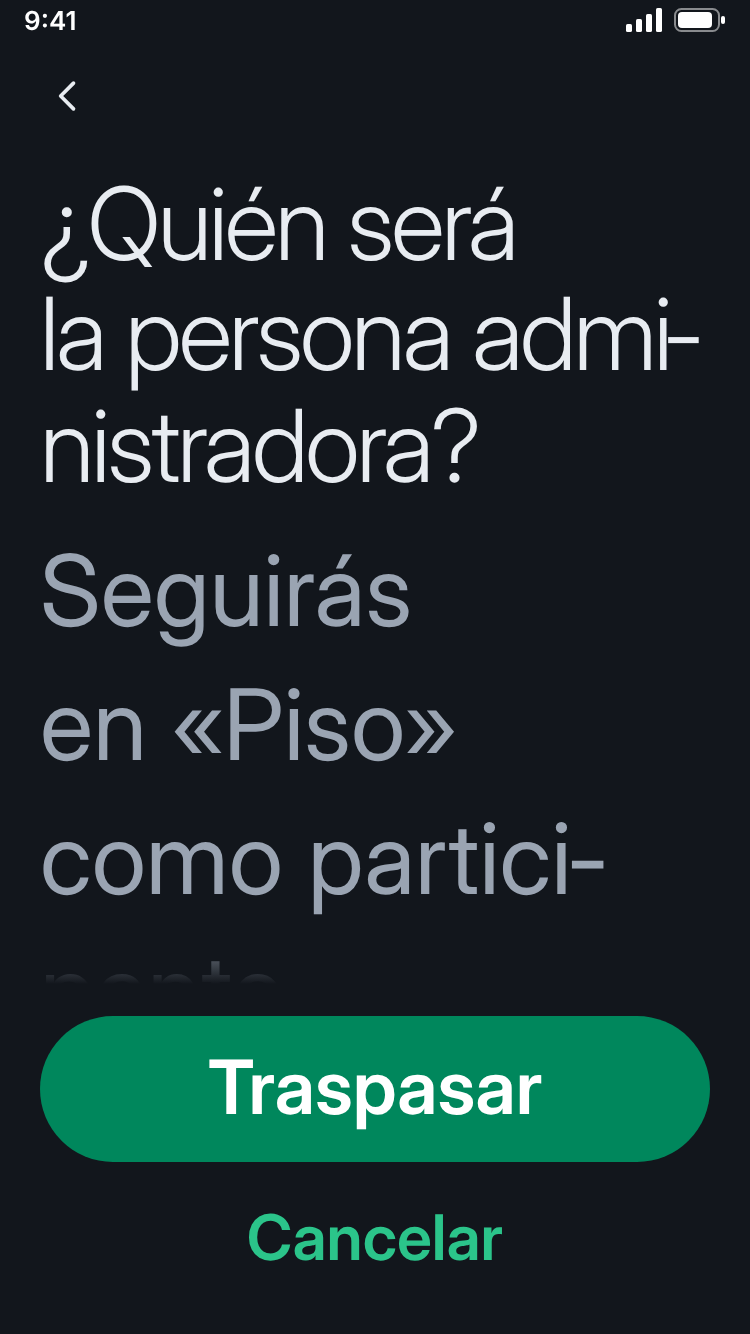 9:41
¿Quién será
la persona admi-
nistradora?
Seguirás
en «Piso»
como partici-
Traspasar
Cancelar